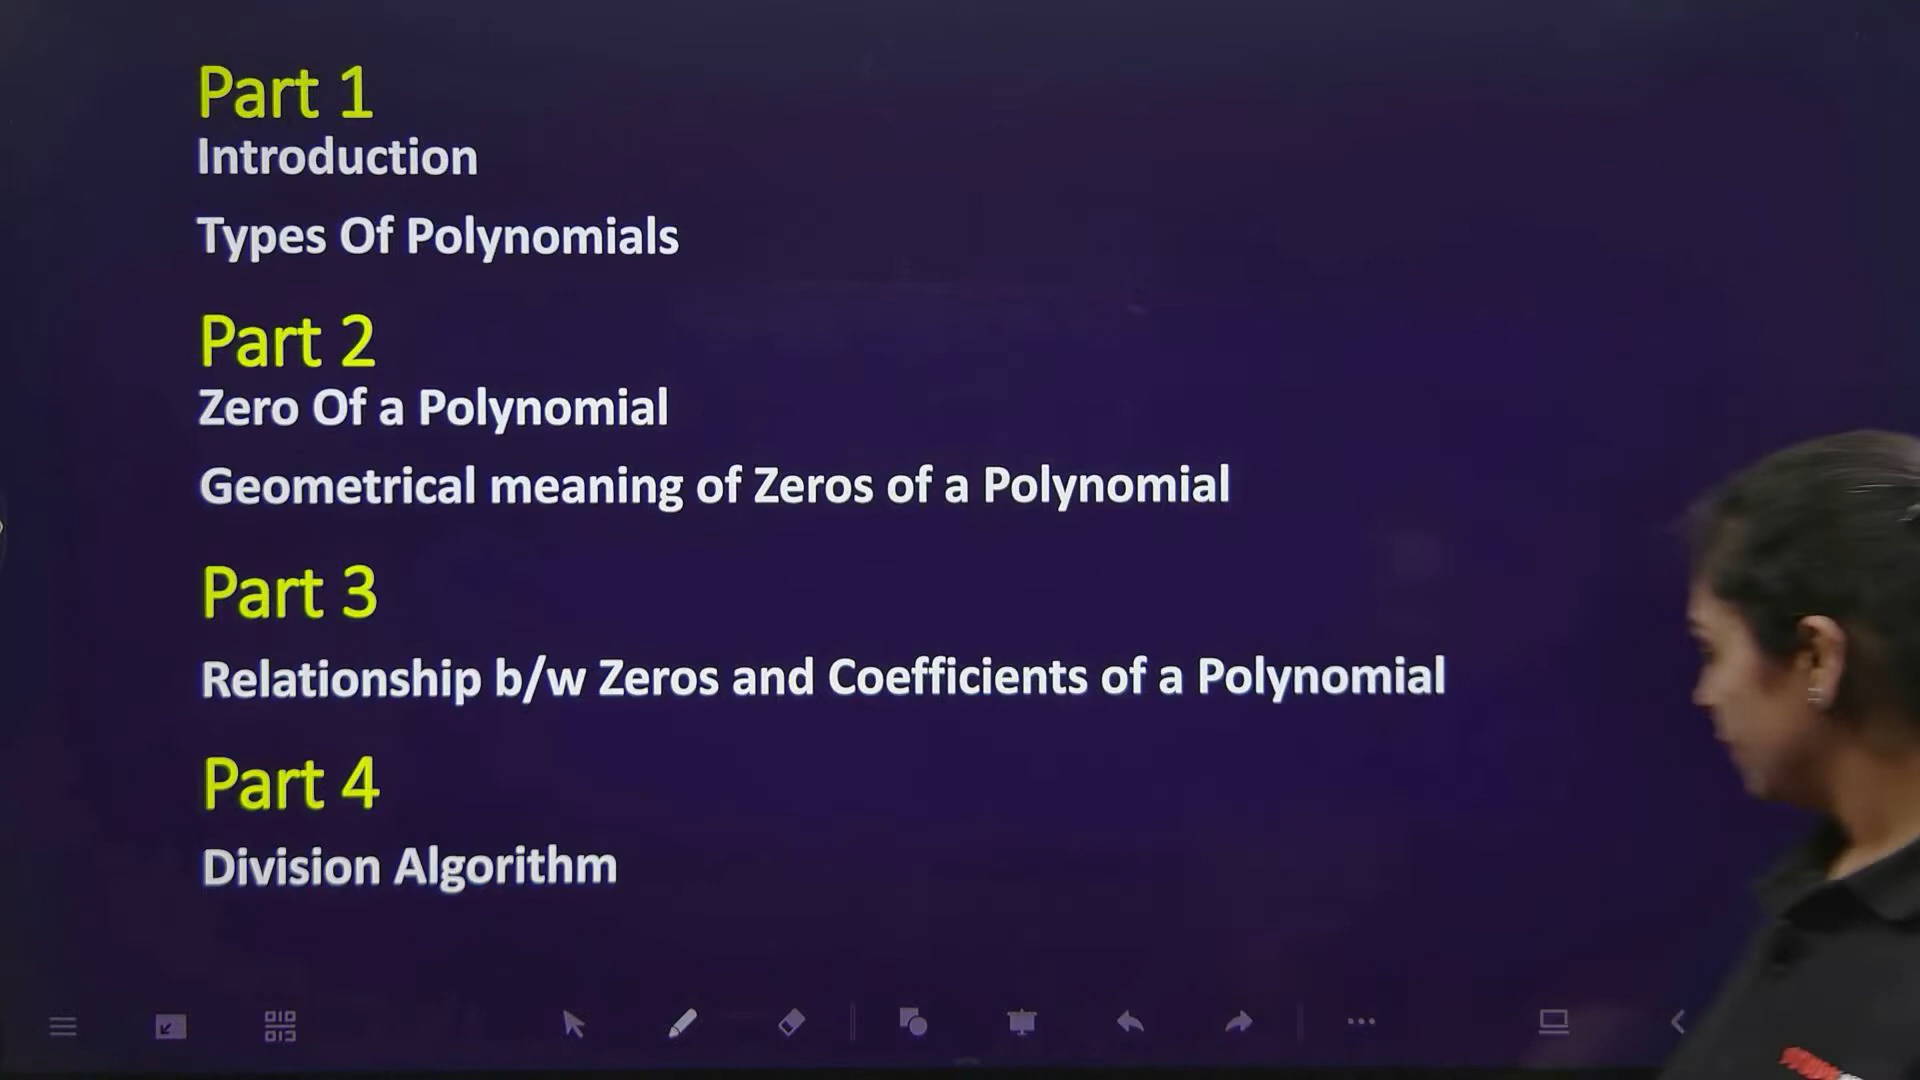 Part 1
Introduction
Types Of Polynomials
Part 2
Zero Of a Polynomial
Geometrical meaning of Zeros of a Polynomial
Part 3
Relationship b/w Zeros and Coefficients of a Polynomial
Part 4
Division Algorithm